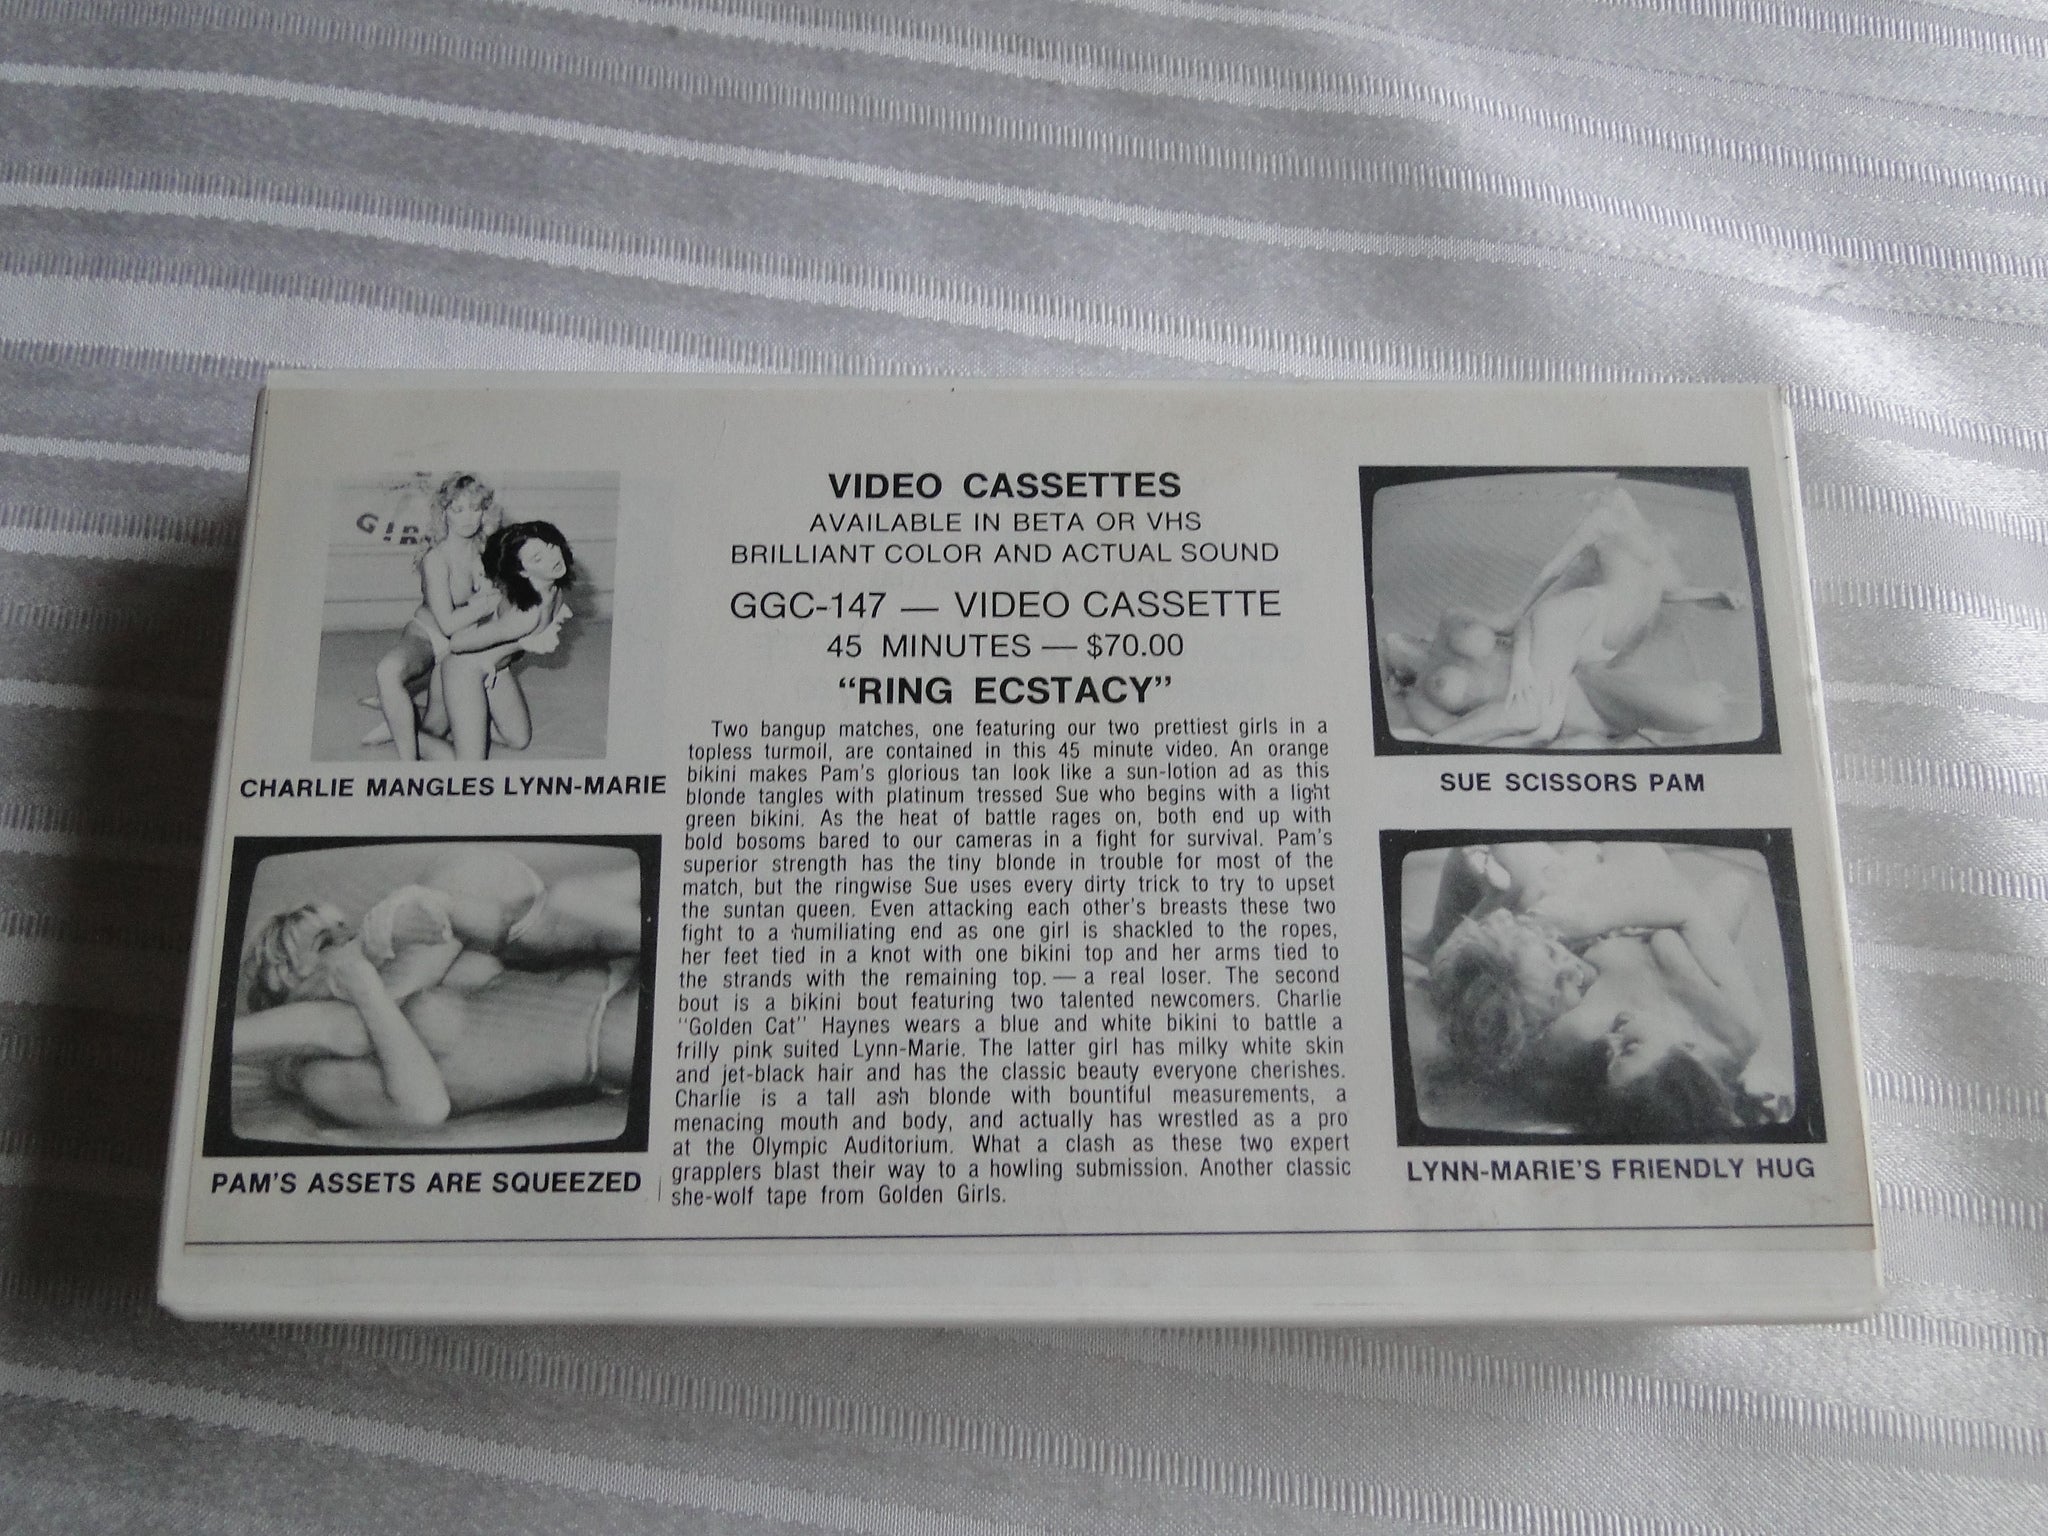 GIR
VIDEO CASSETTES
AVAILABLE IN BETA OR VHS
BRILLIANT COLOR AND ACTUAL SOUND
GGC-147 — VIDEO CASSETTE
45 MINUTES — $70.00
"RING ECSTACY"
Two bangup matches, one featuring our two prettiest girls in a
topless turmoil, are contained in this 45 minute video. An orange
bikini makes Pam's glorious tan look like a sun-lotion ad as this
blonde tangles with platinum tressed Sue who begins with a light
green bikini. As the heat of battle rages on, both end up with
bold bosoms bared to our cameras in a fight for survival. Pam's
superior strength has the tiny blonde in trouble for most of the
match, but the ringwise Sue uses every dirty trick to try to upset
the suntan queen. Even attacking each other's breasts these two
fight to a humiliating end as one girl is shackled to the ropes,
her feet tied in a knot with one bikini top and her arms tied to
the strands with the remaining top. — a real loser. The second
bout is a bikini bout featuring two talented newcomers. Charlie
"Golden Cat" Haynes wears a blue and white bikini to battle a
frilly pink suited Lynn-Marie. The latter girl has milky white skin
and jet-black hair and has the classic beauty everyone cherishes.
Charlie is a tall ash blonde with bountiful measurements, a
menacing mouth and body, and actually has wrestled as a pro
at the Olympic Auditorium. What a clash as these two expert
grapplers blast their way to a howling submission. Another classic
she-wolf tape from Golden Girls.
CHARLIE MANGLES LYNN-MARIE
PAM'S ASSETS ARE SQUEEZED
SUE SCISSORS PAM
LYNN-MARIE'S FRIENDLY HUG